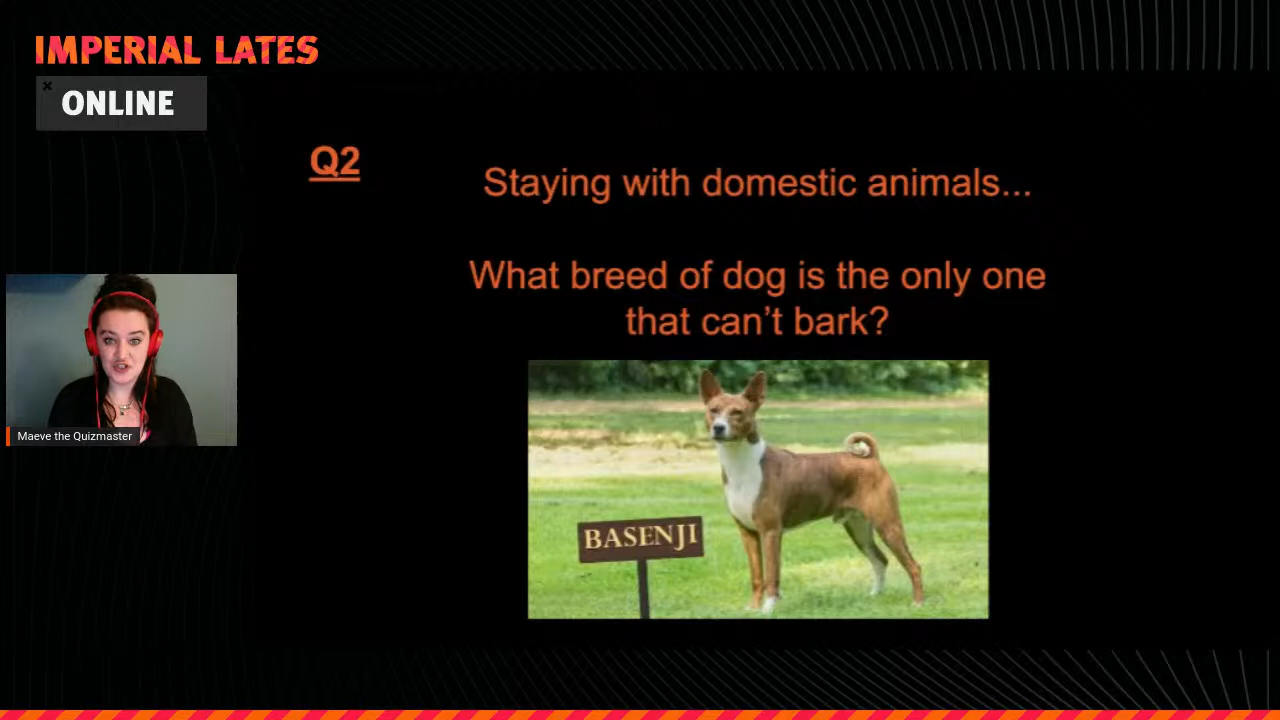 IMPERIAL LATES
ONLINE
Q2
Staying with domestic animals...
What breed of dog is the only one
that can't bark?
BASENJI
Maeve the Quizmaster